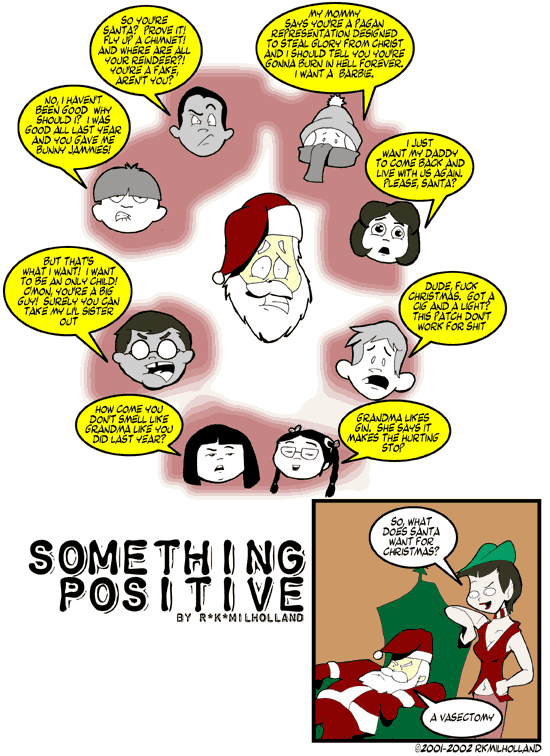 SO YOU'RE
SANTA? PROVE IT!
FLY UP A CHIMNET!
AND WHERE ARE ALL
YOUR REINDEER?!
YOU'RE A FAKE,
AREN'T YOU?
MY MOMMY
SAYS YOU'RE A PAGAN
REPRESENTATION DESIGNED
TO STEAL GLORY FROM CHRIST
AND I SHOULD TELL YOU YOU'RE
GONNA BURN IN HELL FOREVER.
I WANT A BARBIE.
NO, I HAVEN'T
BEEN GOOD WHY
SHOULD I? I WAS
GOOD ALL LAST YEAR
AND YOU GAVE ME
BUNNY JAMMIES!
I JUST
WANT MY DADDY
TO COME BACK AND
LIVE WITH US AGAIN.
PLEASE, SANTA?
BUT THAT'S
WHAT I WANT! I WANT
TO BE AN ONLY CHILD!
C'MON, YOU'RE A BIG
GUY! SURELY YOU CAN
TAKE MY LI'L SISTER
OUT
DUDE, FUCK
CHRISTMAS. GOT A
CIG AND A LIGHT?
THIS PATCH DON'T
WORK FOR SHIT
HOW COME YOU
DON'T SMELL LIKE
GRANDMA LIKE YOU
DID LAST YEAR?
GRANDMA LIKES
GIN. SHE SAYS IT
MAKES THE HURTING
STOP
SOMETHING
POSITIVE
BY R*K*MILHOLLAND
SO, WHAT
DOES SANTA
WANT FOR
CHRISTMAS?
A VASECTOMY
©2001-2002 RKMILHOLLAND